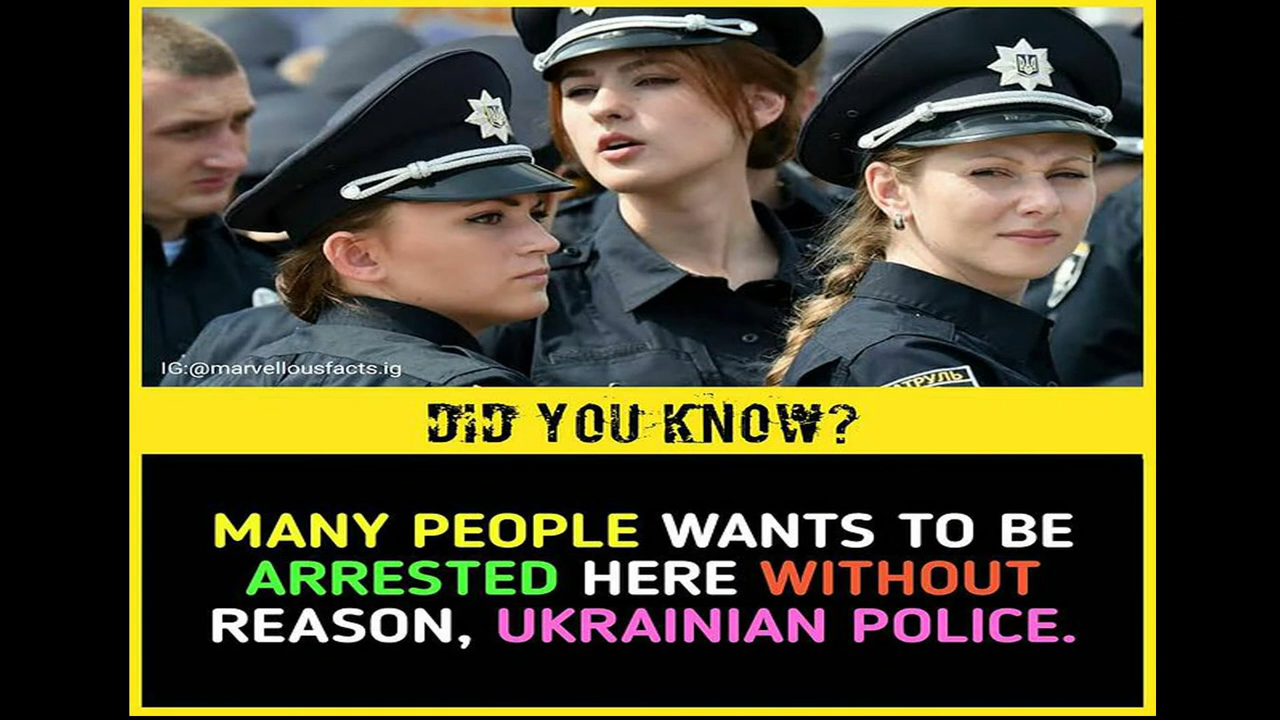 IG:@marvellousfacts.ig
DID YOU KNOW?
MANY PEOPLE WANTS TO BE
ARRESTED HERE WITHOUT
REASON, UKRAINIAN POLICE.